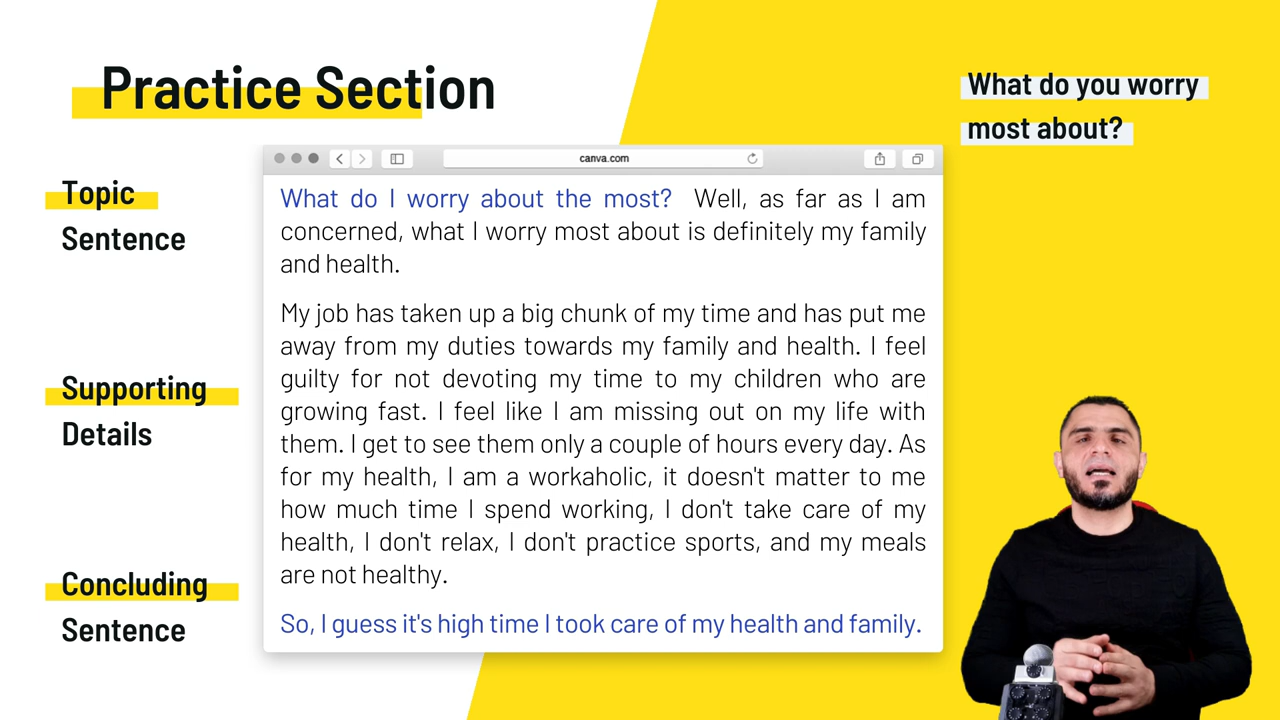 Practice Section
What do you worry
most about?
canva.com
Topic
Sentence
What do I worry about the most? Well, as far as I am
concerned, what I worry most about is definitely my family
and health.
My job has taken up a big chunk of my time and has put me
away from my duties towards my family and health. I feel
guilty for not devoting my time to my children who are
growing fast. I feel like I am missing out on my life with
them. I get to see them only a couple of hours every day. As
for my health, I am a workaholic, it doesn't matter to me
how much time I spend working, I don't take care of my
health, I don't relax, I don't practice sports, and my meals
are not healthy.
Supporting
Details
Concluding
Sentence
So, I guess it's high time I took care of my health and family.